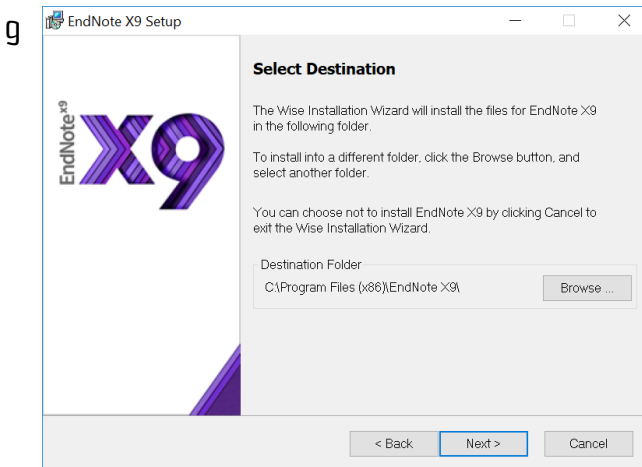 g
EndNote X9 Setup
EndNote x9
X9
Select Destination
The Wise Installation Wizard will install the files for EndNote X9
in the following folder.
To install into a different folder, click the Browse button, and
select another folder.
You can choose not to install EndNote X9 by clicking Cancel to
exit the Wise Installation Wizard.
Destination Folder
C:\Program Files (x86)\EndNote X9\
Browse ...
< Back
Next >
Cancel